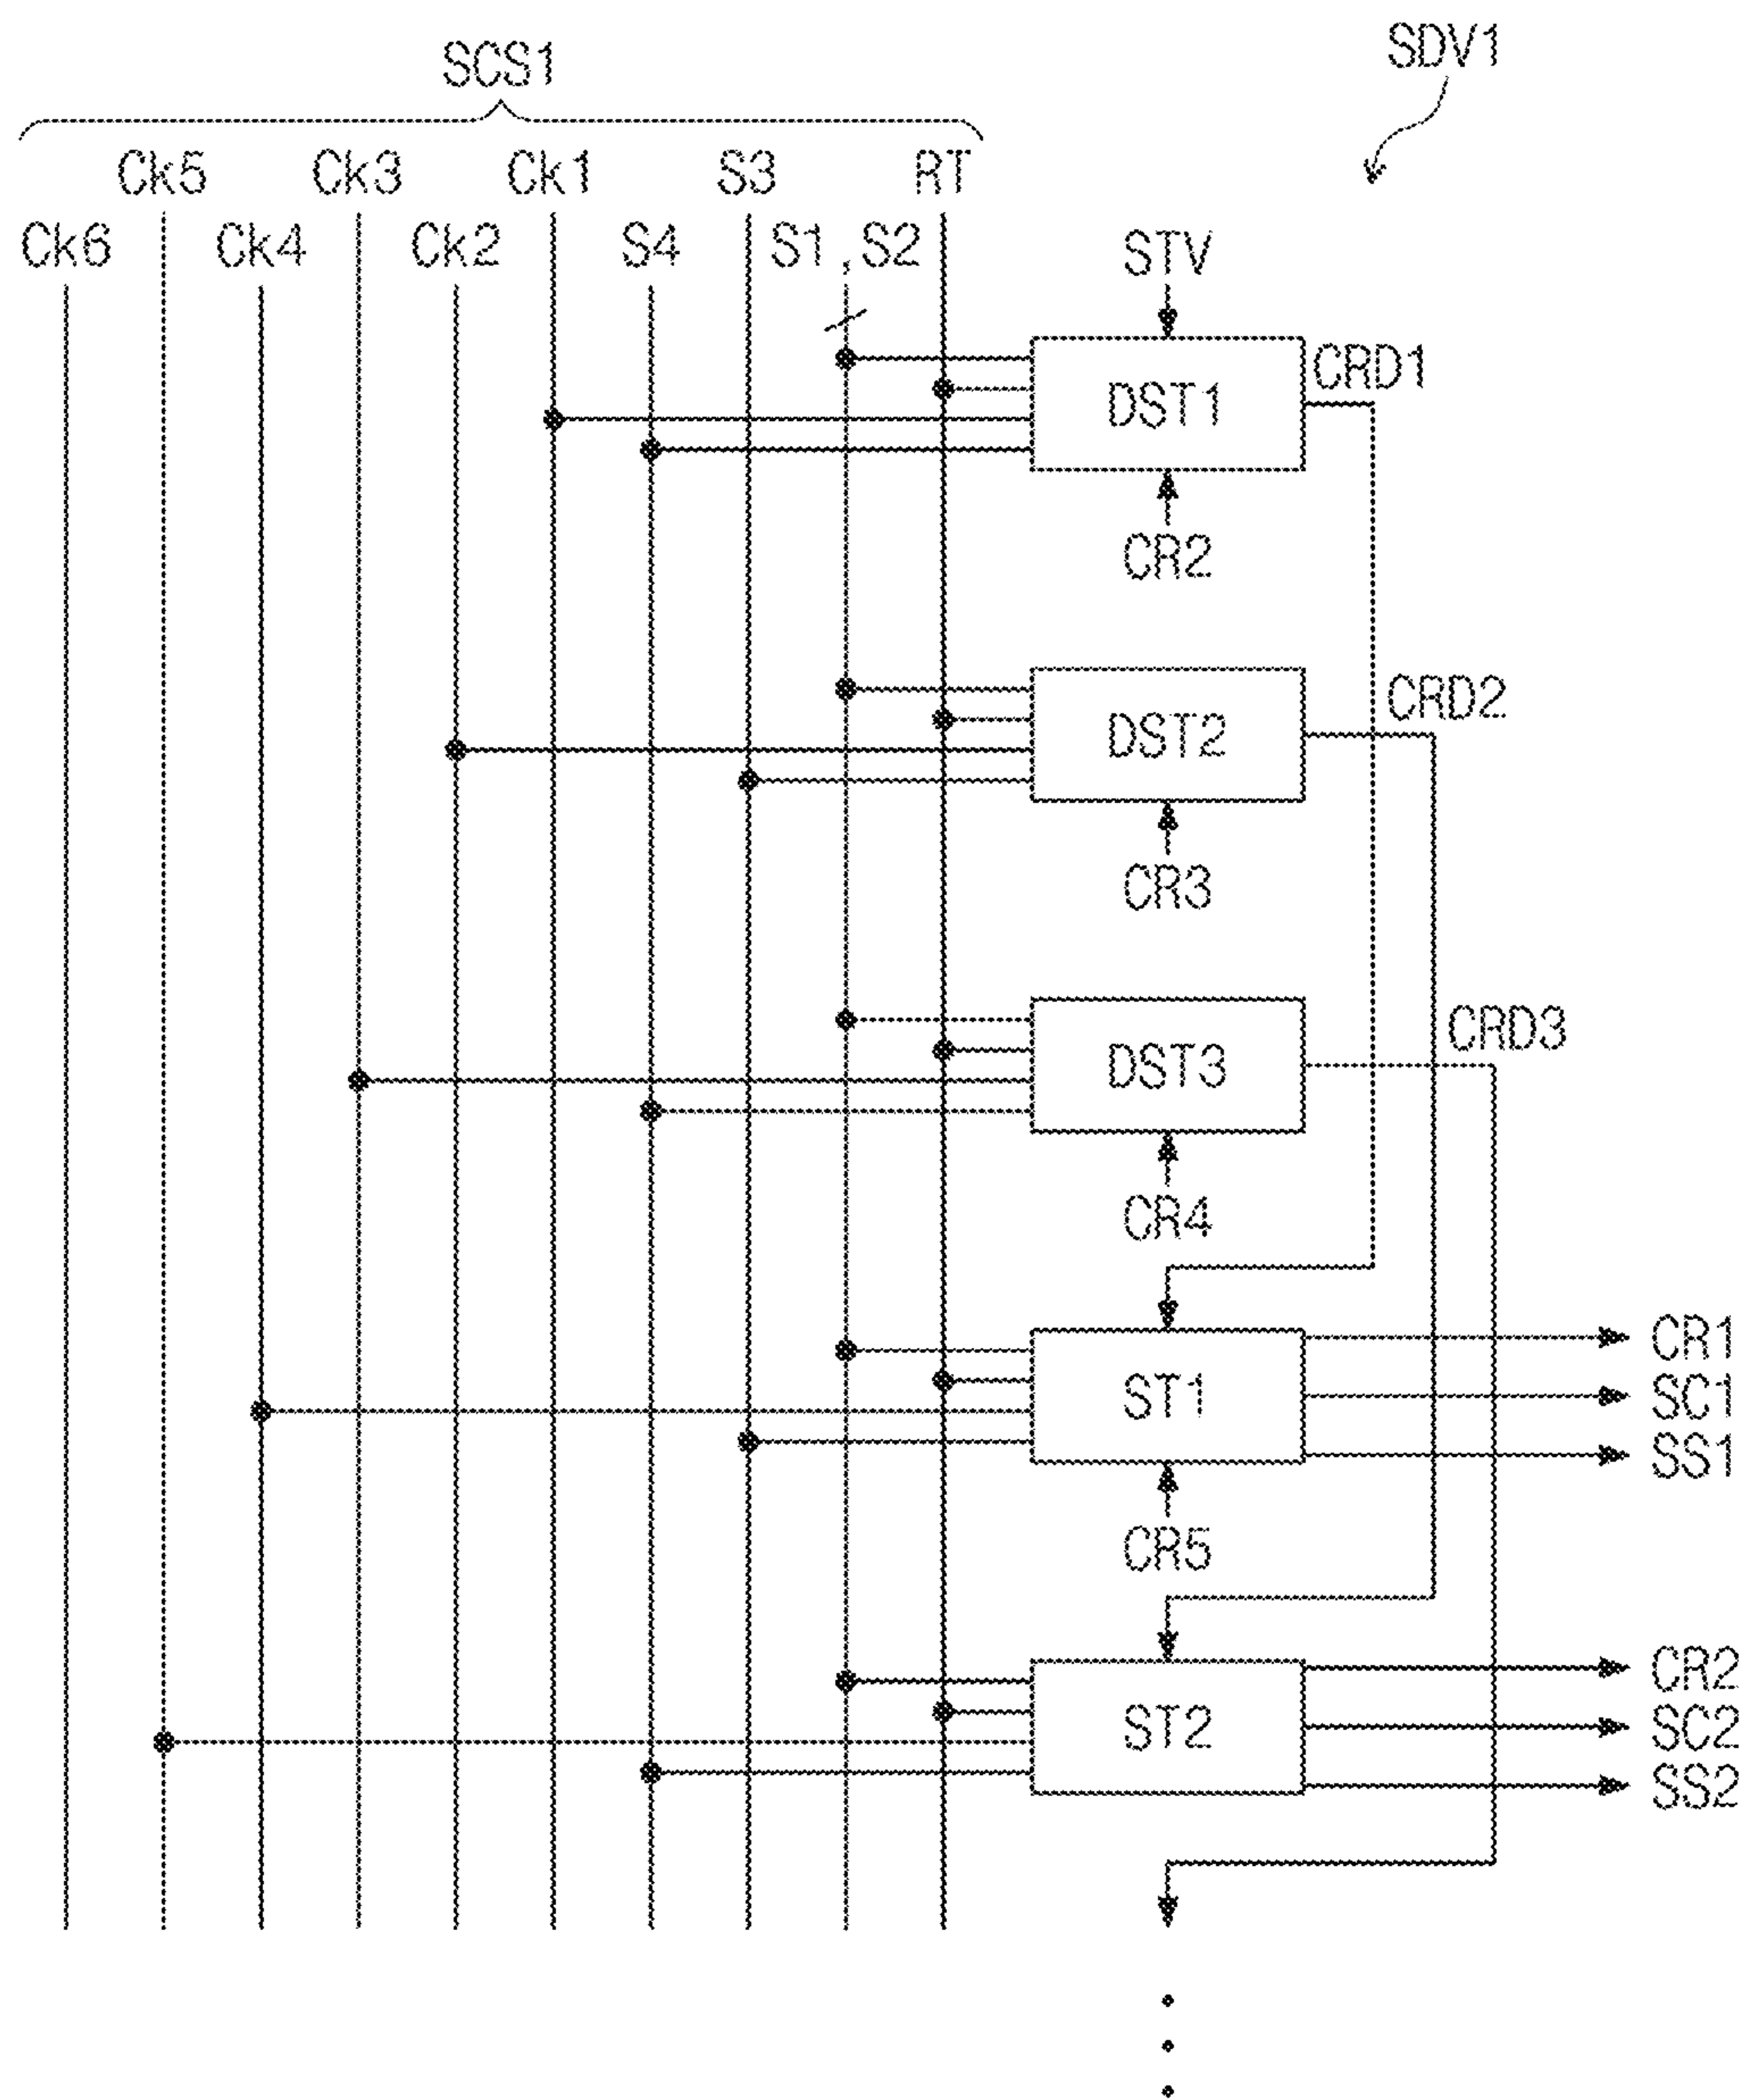 SCS1
SDV1
Ck5 Ck3 Ck1 S3 RT
Ck6 Ck4 Ck2 S4 S1,S2
STV
DST1
CRD1
CR2
DST2
CRD2
CR3
DST3
CRD3
CR4
ST1
CR1
SC1
SS1
CR5
ST2
CR2
SC2
SS2